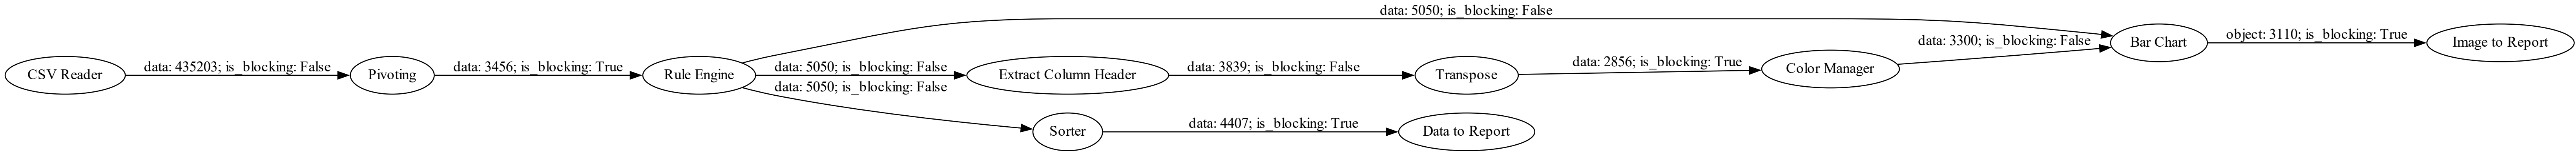 data: 5050; is_blocking: False
CSV Reader
data: 435203; is_blocking: False
Pivoting
data: 3456; is_blocking: True
Rule Engine
data: 5050; is_blocking: False
Extract Column Header
data: 3839; is_blocking: False
Transpose
data: 2856; is_blocking: True
Color Manager
data: 3300; is_blocking: False
Bar Chart
object: 3110; is_blocking: True
Image to Report
data: 5050; is_blocking: False
Sorter
data: 4407; is_blocking: True
Data to Report